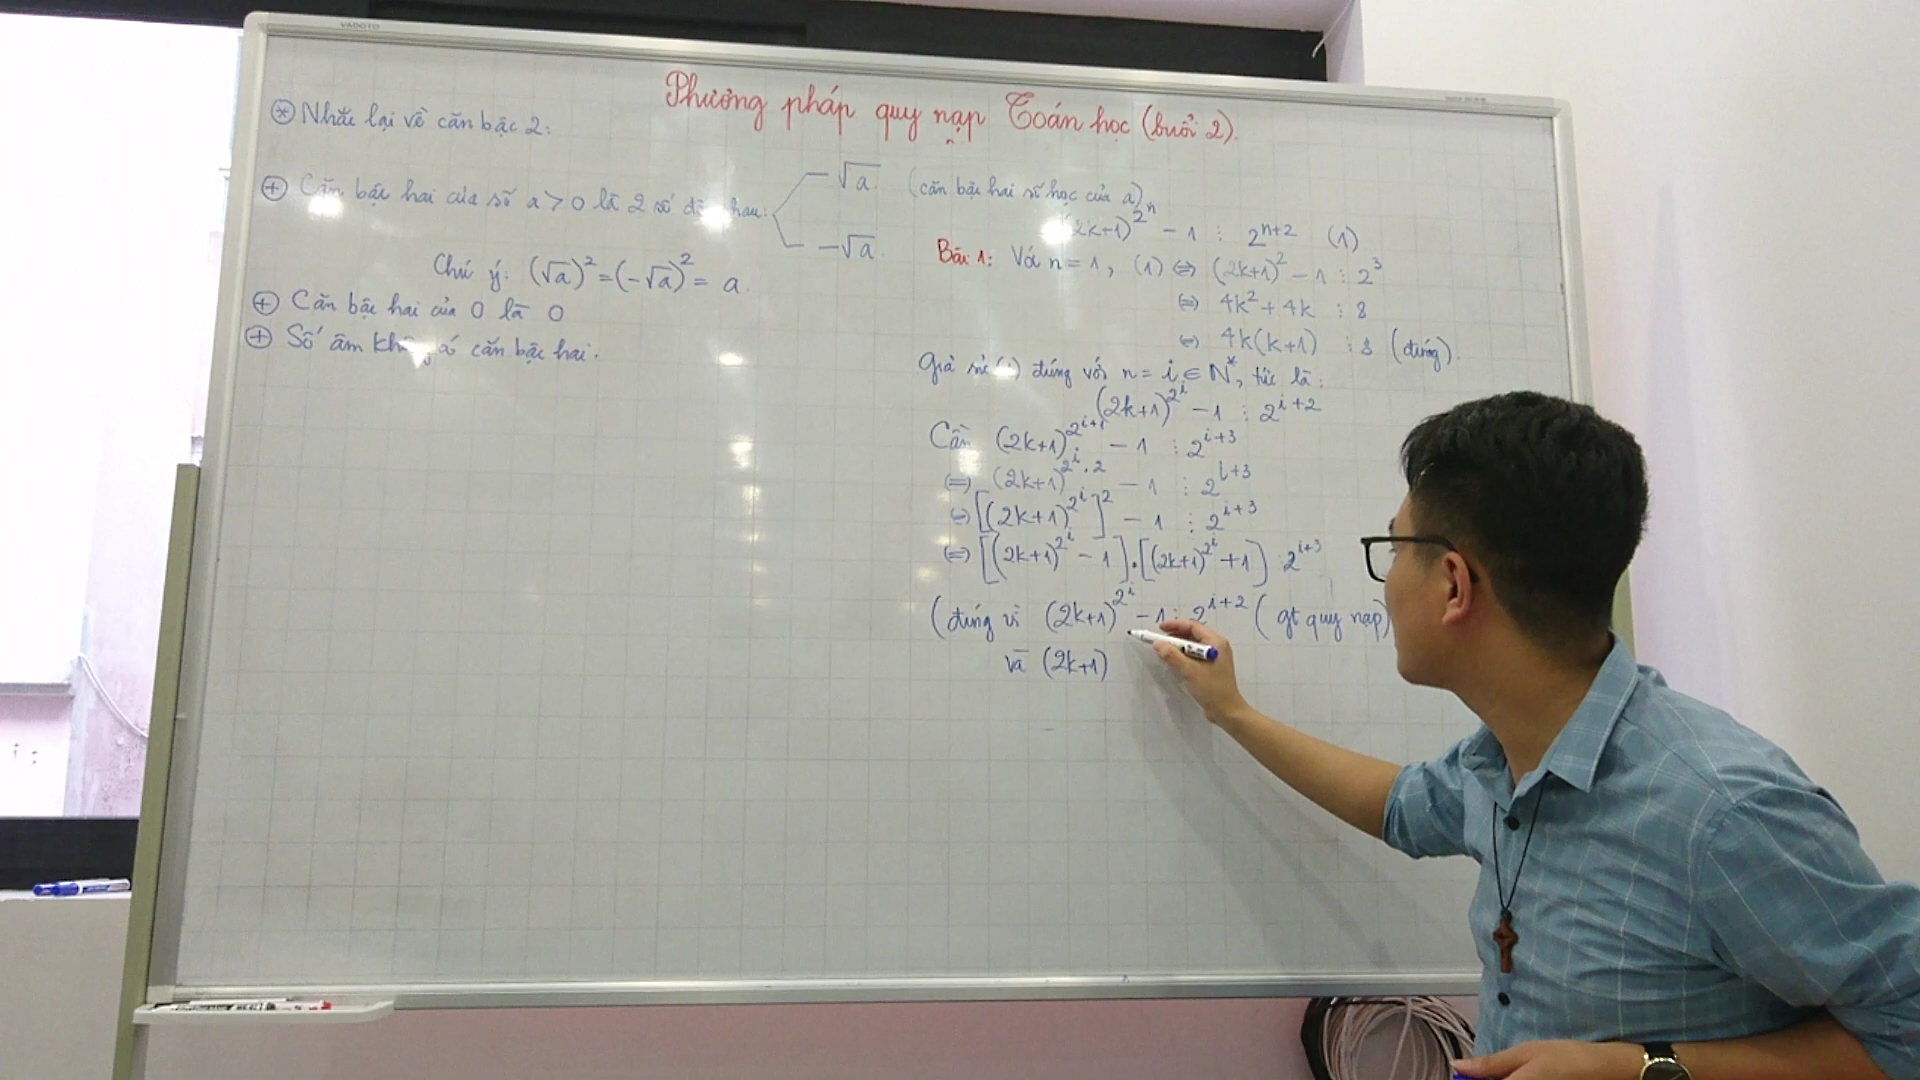 VADOTO
Phương pháp quy nạp Toán học (buổi 2).
⊛ Nhắc lại về căn bậc 2:
⊕ Căn bậc hai của số a > 0 là 2 số đối nhau:
√a (căn bậc hai số học của a)
−√a.
Chú ý: (√a)² = (−√a)² = a.
⊕ Căn bậc hai của 0 là 0
⊕ Số âm không có căn bậc hai.
(2k+1)^{2^n} − 1 ⋮ 2^{n+2} (1)
Bài 1: Với n = 1, (1) ⇔ (2k+1)² − 1 ⋮ 2³
⇔ 4k² + 4k ⋮ 8
⇔ 4k(k+1) ⋮ 8 (đúng).
Giả sử (1) đúng với n = i ∈ N*, tức là:
(2k+1)^{2^i} − 1 ⋮ 2^{i+2}
Cần (2k+1)^{2^{i+1}} − 1 ⋮ 2^{i+3}
⇔ (2k+1)^{2^i . 2} − 1 ⋮ 2^{i+3}
⇔ [(2k+1)^{2^i}]² − 1 ⋮ 2^{i+3}
⇔ [(2k+1)^{2^i} − 1].[(2k+1)^{2^i} + 1] ⋮ 2^{i+3}
(đúng vì (2k+1)^{2^i} − 1 ⋮ 2^{i+2} (gt quy nạp)
và (2k+1)